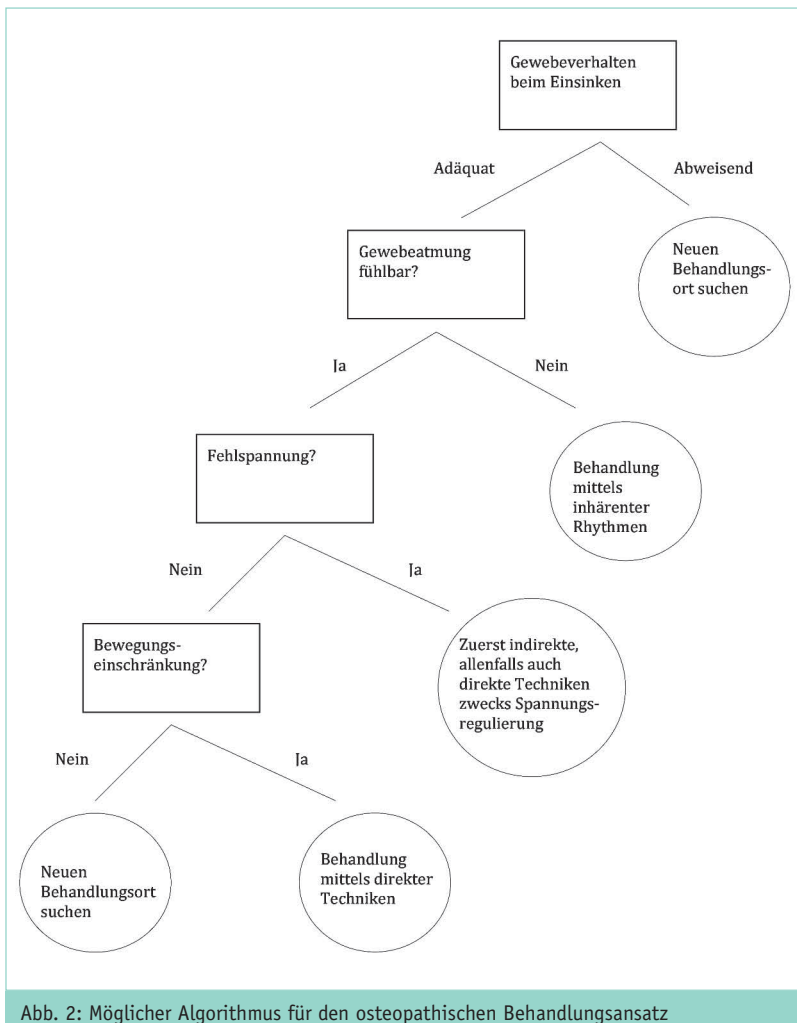 Gewebeverhalten
beim Einsinken
Adäquat
Abweisend
Gewebeatmung
fühlbar?
Neuen
Behandlungs-
ort suchen
Ja
Nein
Fehlspannung?
Behandlung
mittels
inhärenter
Rhythmen
Nein
Ja
Bewegungs-
einschränkung?
Zuerst indirekte,
allenfalls auch
direkte Techniken
zwecks Spannungs-
regulierung
Nein
Ja
Neuen
Behandlungsort
suchen
Behandlung
mittels direkter
Techniken
Abb. 2: Möglicher Algorithmus für den osteopathischen Behandlungsansatz